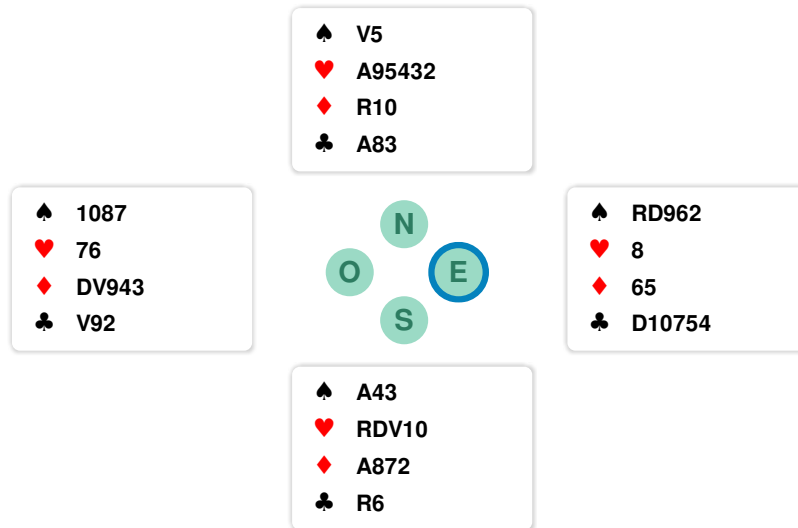 ♠ V5
♥ A95432
♦ R10
♣ A83
♠ 1087
♥ 76
♦ DV943
♣ V92
N
O E
S
♠ RD962
♥ 8
♦ 65
♣ D10754
♠ A43
♥ RDV10
♦ A872
♣ R6